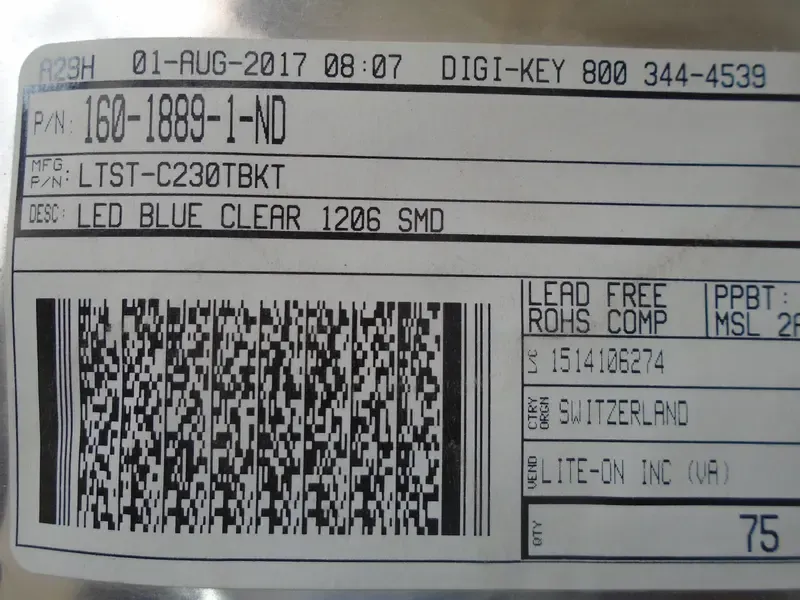 A29H 01-AUG-2017 08:07 DIGI-KEY 800 344-4539
P/N: 160-1889-1-ND
MFG P/N: LTST-C230TBKT
DESC: LED BLUE CLEAR 1206 SMD
LEAD FREE
ROHS COMP
PPBT:
MSL 2A
1514106274
CTRY ORGN SWITZERLAND
VEND LITE-ON INC (VA)
QTY 75